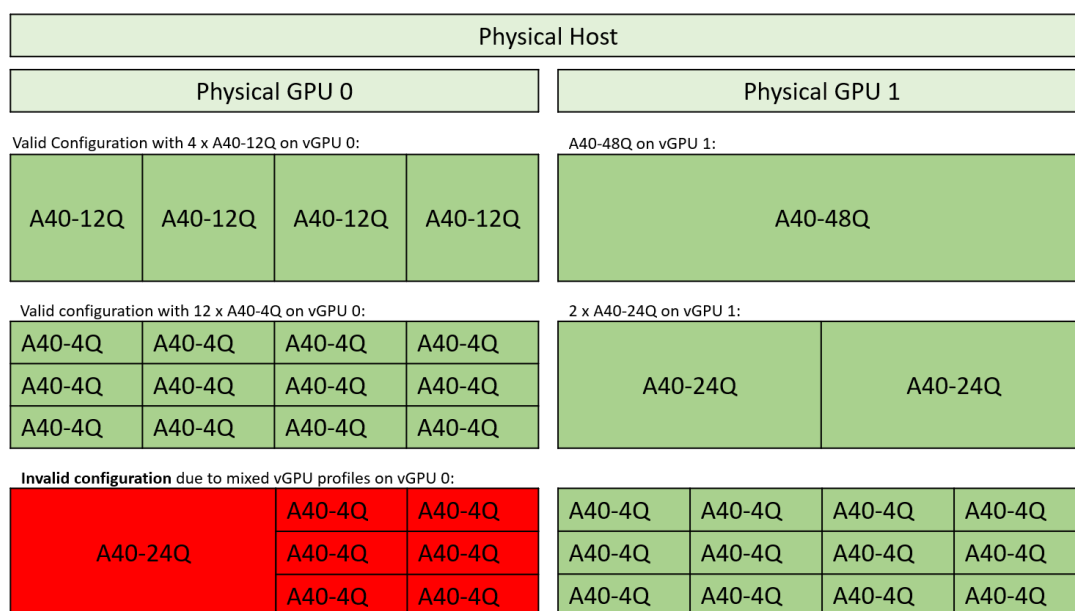 Physical Host
Physical GPU 0
Physical GPU 1
Valid Configuration with 4 x A40-12Q on vGPU 0:
A40-48Q on vGPU 1:
A40-12Q A40-12Q A40-12Q A40-12Q
A40-48Q
Valid configuration with 12 x A40-4Q on vGPU 0:
2 x A40-24Q on vGPU 1:
A40-4Q A40-4Q A40-4Q A40-4Q
A40-4Q A40-4Q A40-4Q A40-4Q
A40-4Q A40-4Q A40-4Q A40-4Q
A40-24Q A40-24Q
Invalid configuration due to mixed vGPU profiles on vGPU 0:
A40-24Q
A40-4Q A40-4Q
A40-4Q A40-4Q
A40-4Q A40-4Q
A40-4Q A40-4Q A40-4Q A40-4Q
A40-4Q A40-4Q A40-4Q A40-4Q
A40-4Q A40-4Q A40-4Q A40-4Q